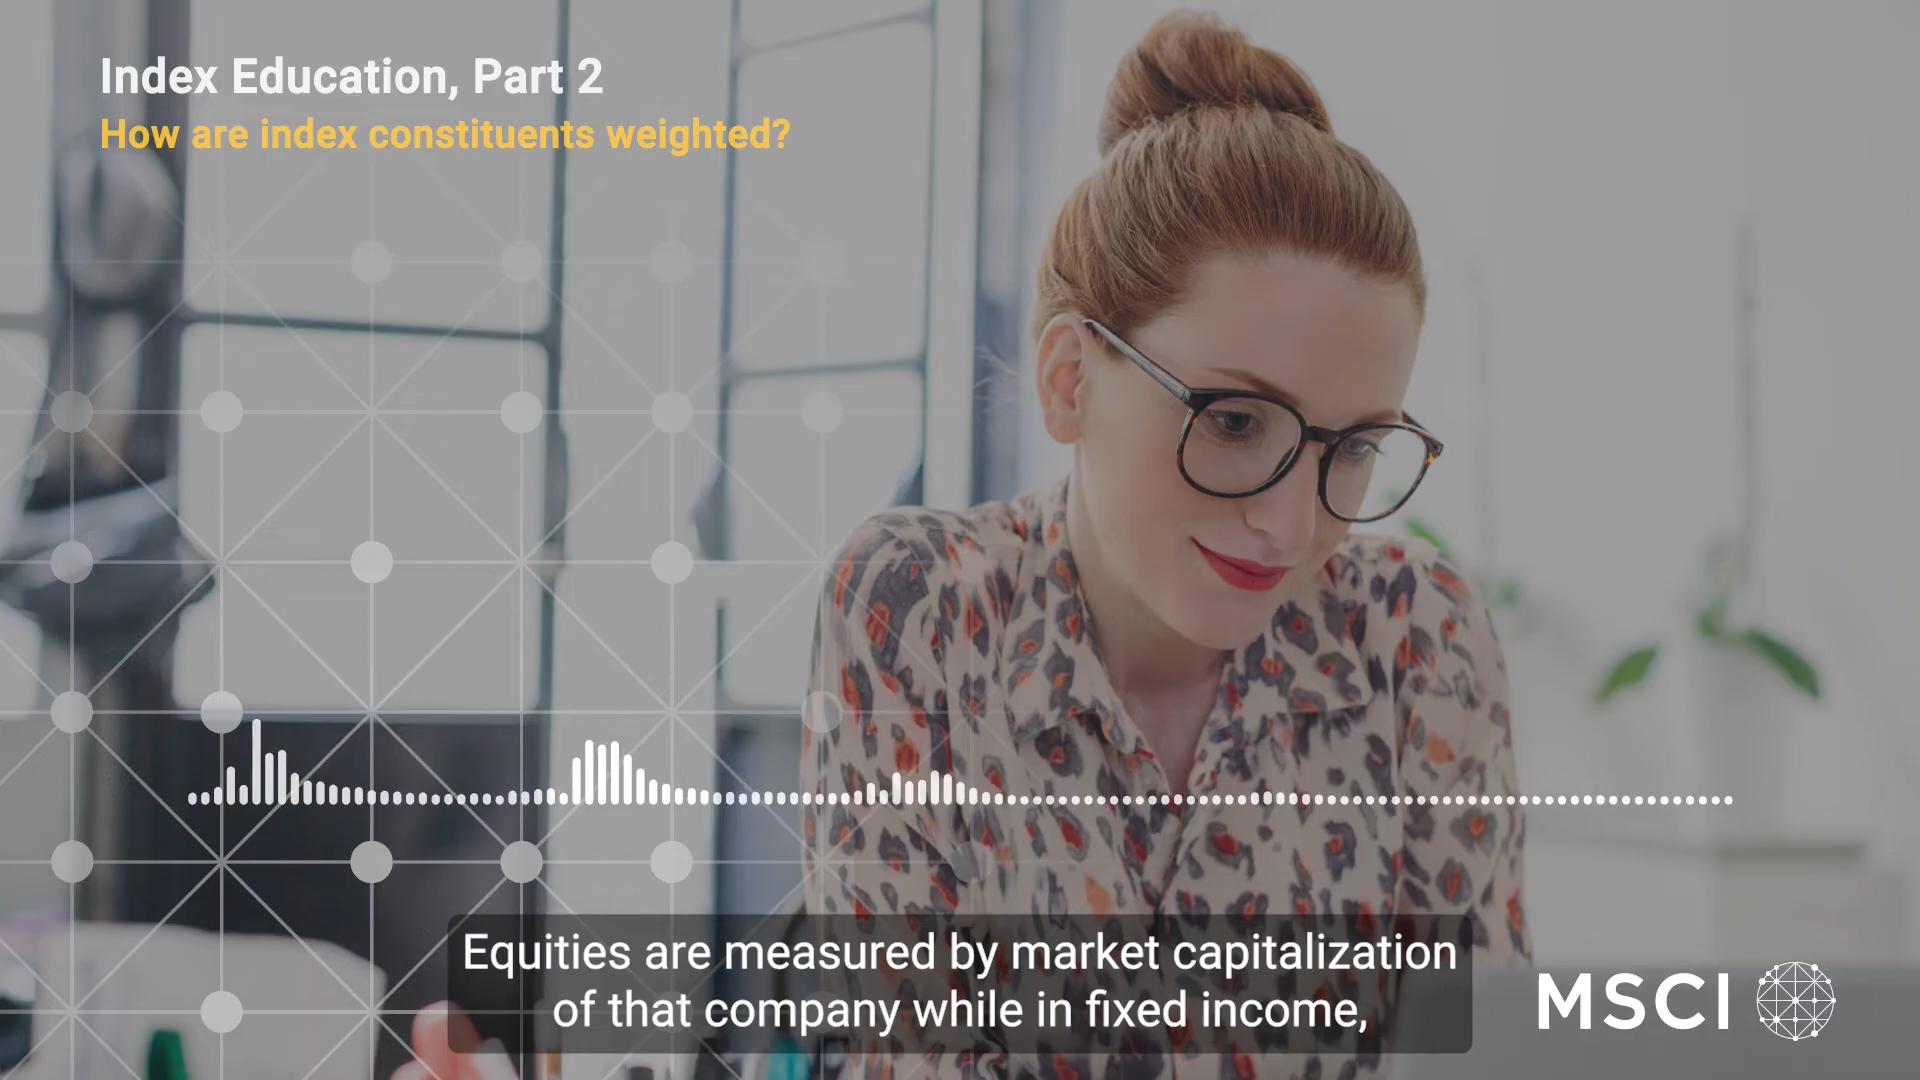 Index Education, Part 2
How are index constituents weighted?
Equities are measured by market capitalization
of that company while in fixed income,
MSCI